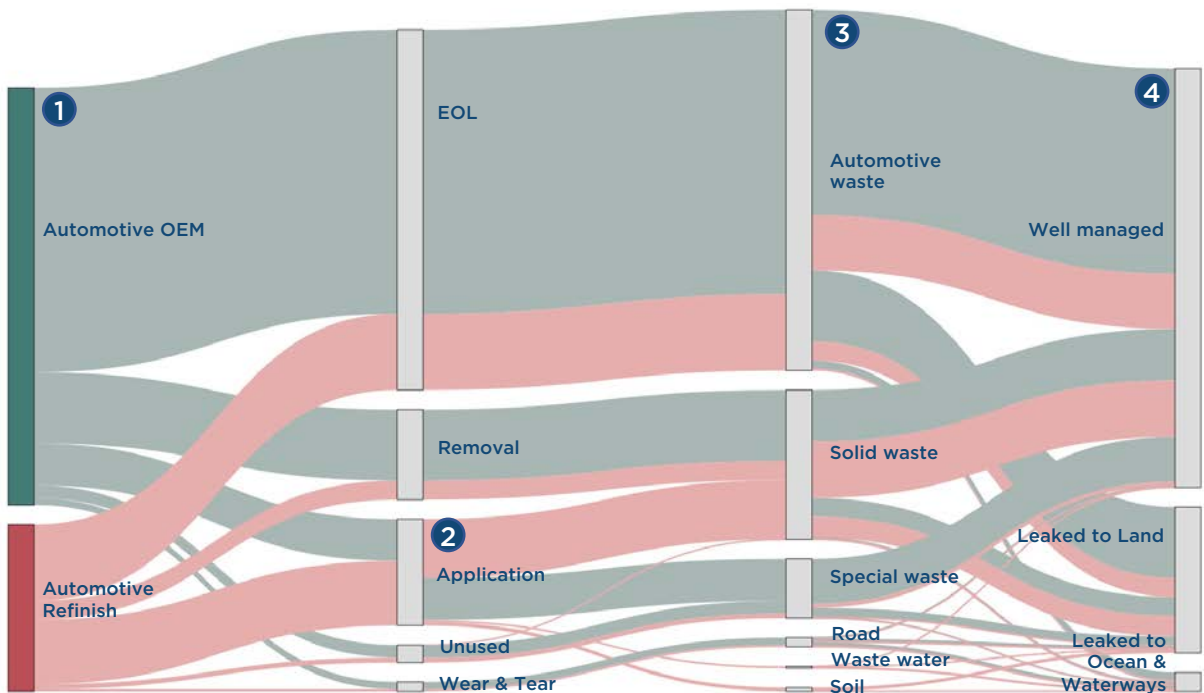 1
Automotive OEM
Automotive
Refinish
EOL
Removal
2
Application
Unused
Wear & Tear
3
Automotive
waste
Solid waste
Special waste
Road
Waste water
Soil
4
Well managed
Leaked to Land
Leaked to
Ocean &
Waterways